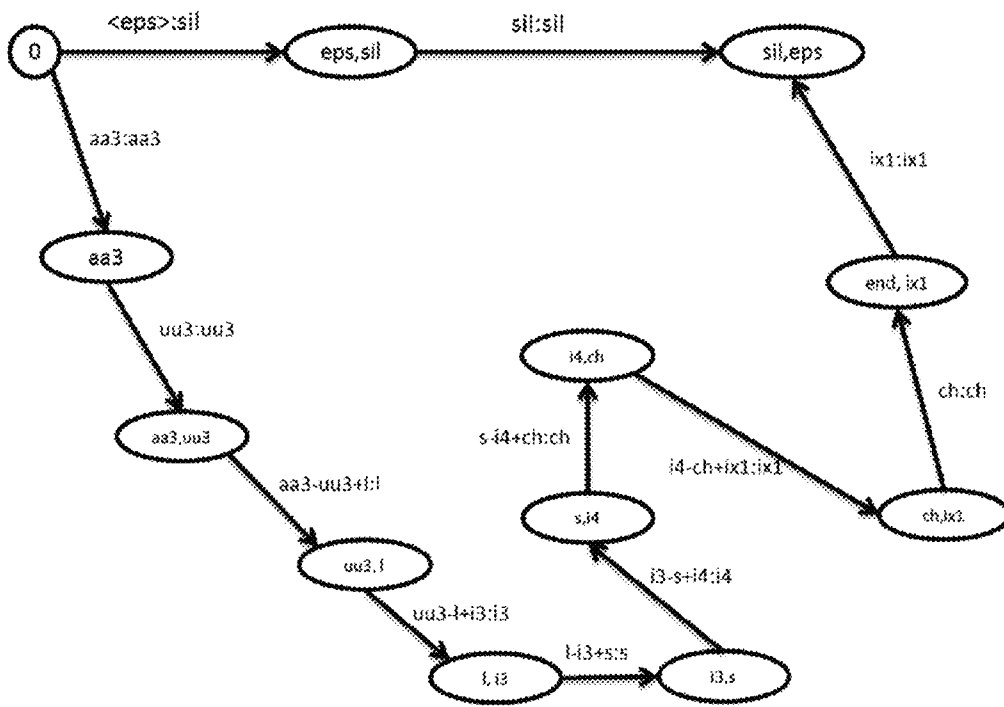 <eps>:sil
sil:sil
0
eps,sil
sil,eps
aa3:aa3
ix1:ix1
aa3
end, ix1
uu3:uu3
i4,ch
ch:ch
aa3,uu3
s-i4+ch:ch
i4-ch+ix1:ix1
aa3-uu3+l:l
s,i4
ch,ix1
uu3,l
i3-s+i4:i4
uu3-l+i3:i3
l-i3+s:s
l,i3
i3,s